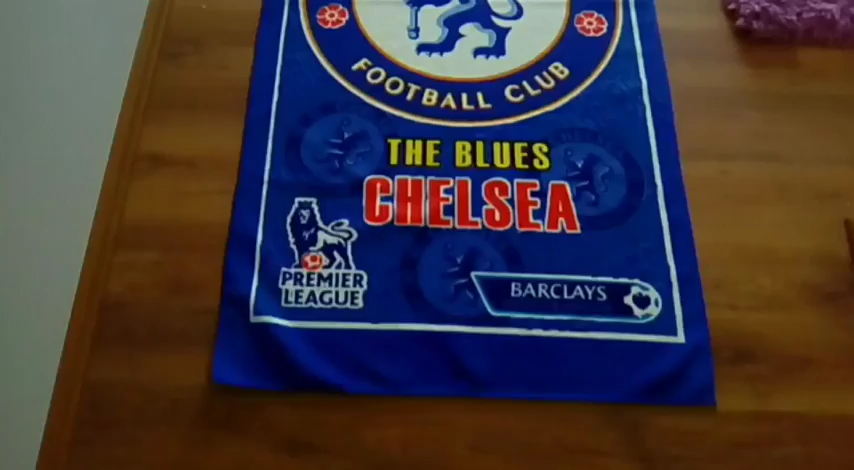 FOOTBALL CLUB
THE BLUES
CHELSEA
PREMIER
LEAGUE
BARCLAYS